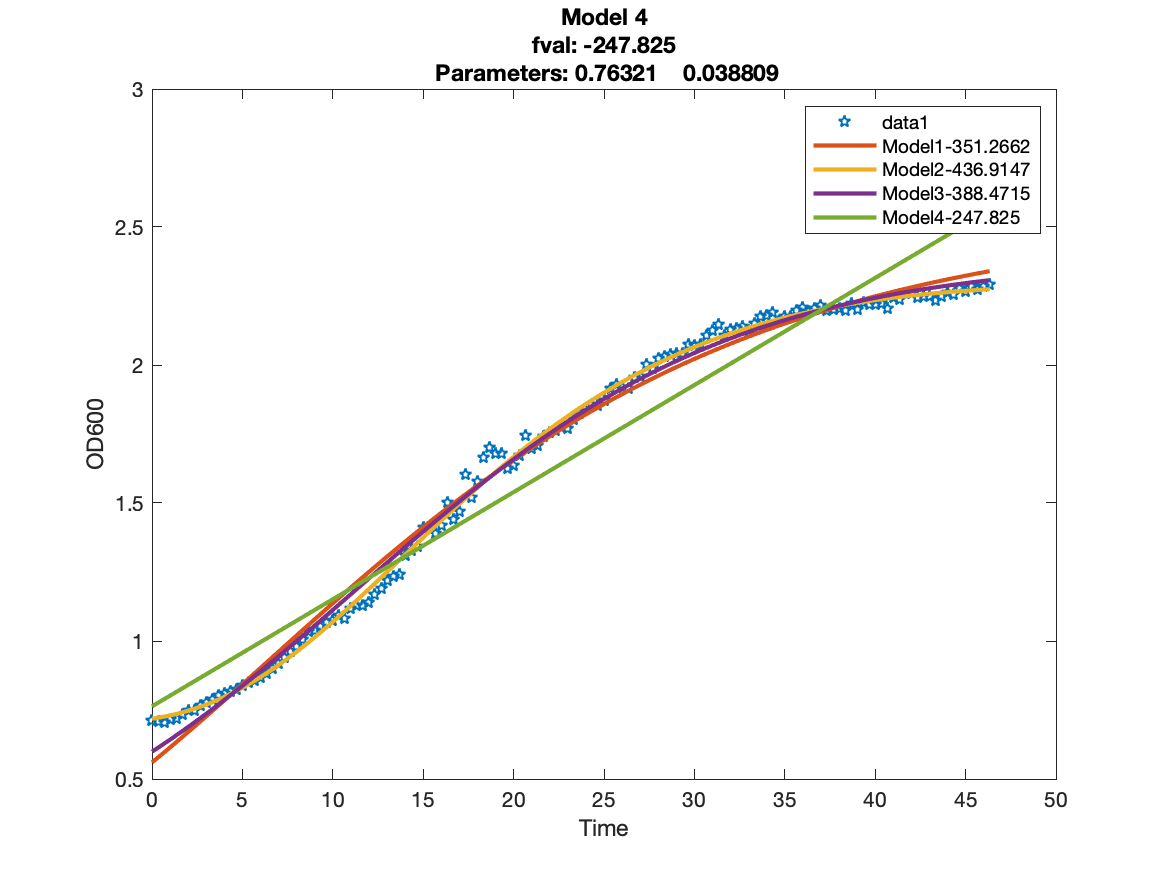 Model 4
fval: -247.825
Parameters: 0.76321 0.038809
3
2.5
2
1.5
1
0.5
OD600
data1
Model1-351.2662
Model2-436.9147
Model3-388.4715
Model4-247.825
0 5 10 15 20 25 30 35 40 45 50
Time